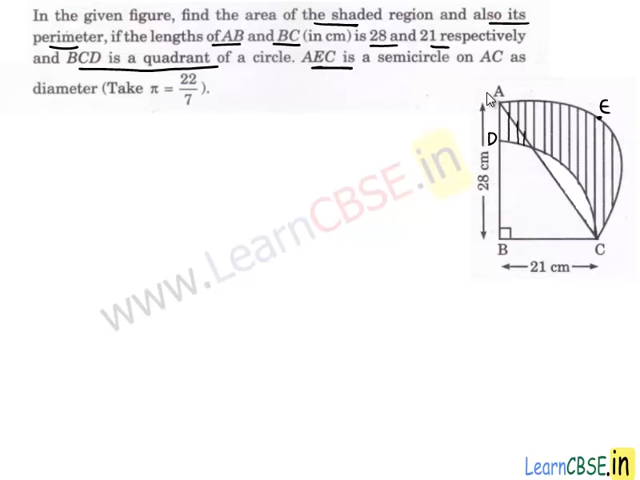 In the given figure, find the area of the shaded region and also its
perimeter, if the lengths of AB and BC (in cm) is 28 and 21 respectively
and BCD is a quadrant of a circle. AEC is a semicircle on AC as
diameter (Take π = 22/7).
A
E
D
28 cm
B
C
21 cm
www.LearnCBSE.in
LearnCBSE.in